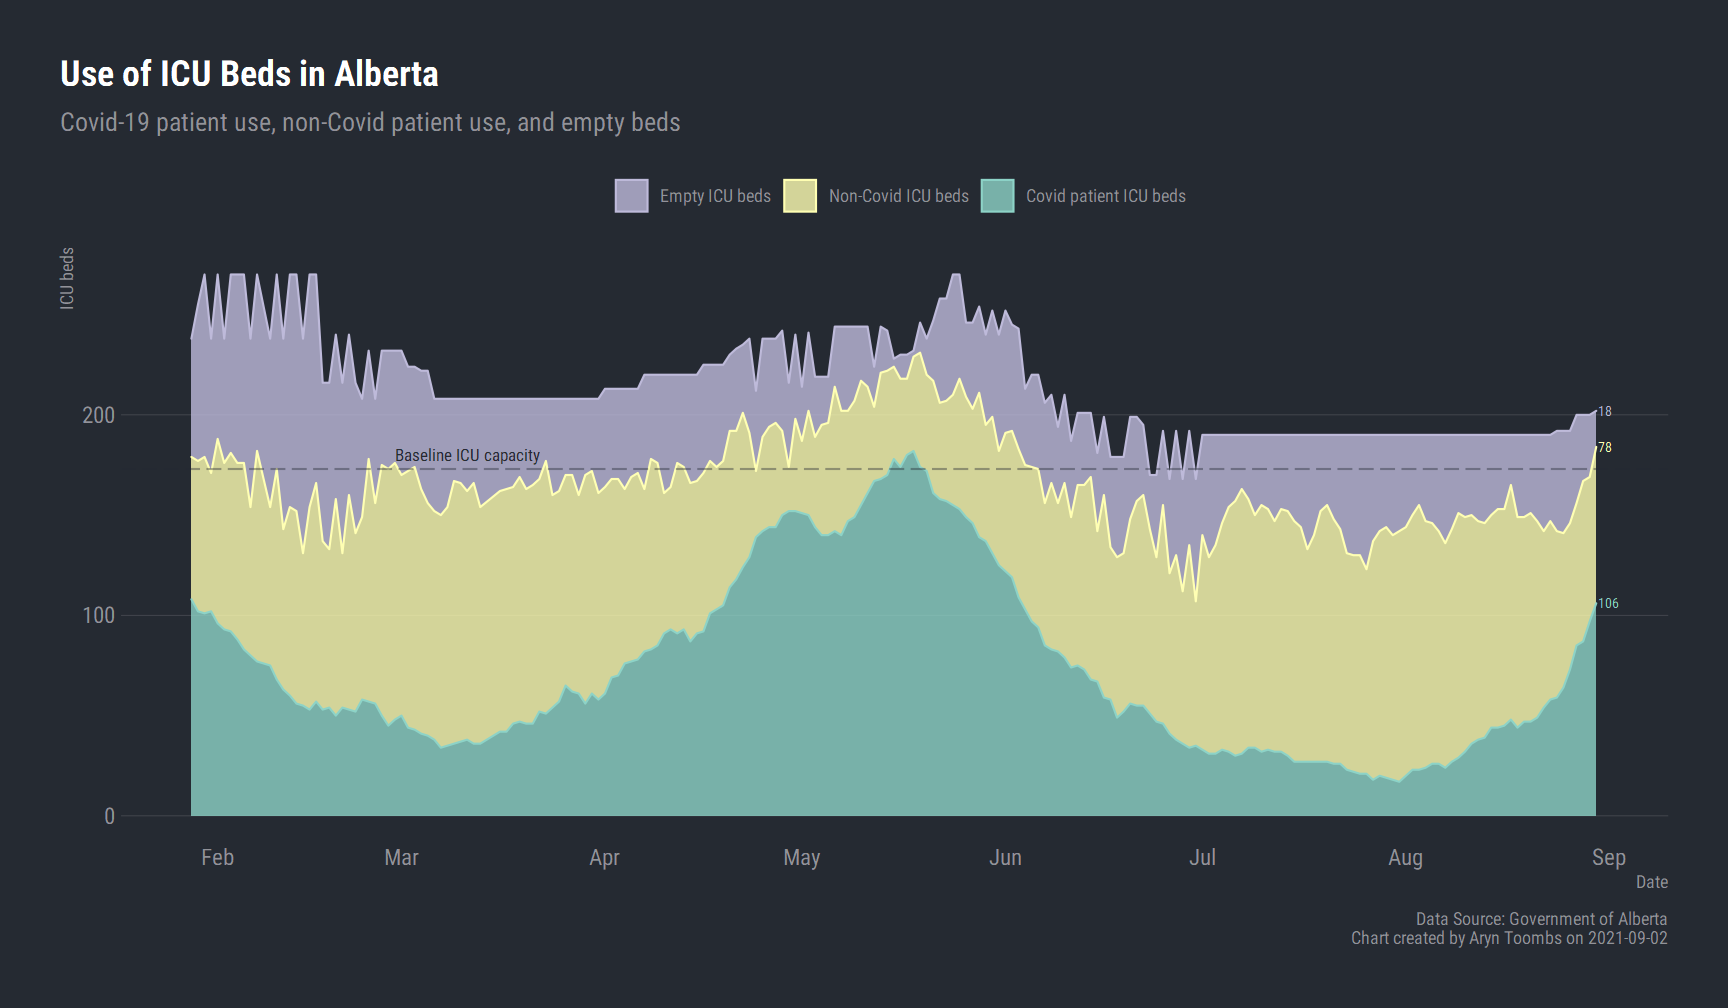 Use of ICU Beds in Alberta
Covid-19 patient use, non-Covid patient use, and empty beds
Empty ICU beds Non-Covid ICU beds Covid patient ICU beds
ICU beds
200
100
0
Baseline ICU capacity
18
78
106
Feb Mar Apr May Jun Jul Aug Sep
Date
Data Source: Government of Alberta
Chart created by Aryn Toombs on 2021-09-02